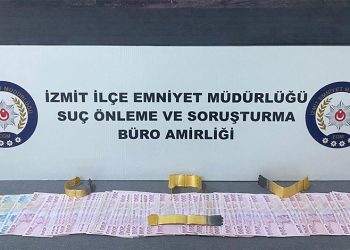 İZMİT İLÇE EMNİYET MÜDÜRLÜĞÜ
SUÇ ÖNLEME VE SORUŞTURMA
BÜRO AMİRLİĞİ